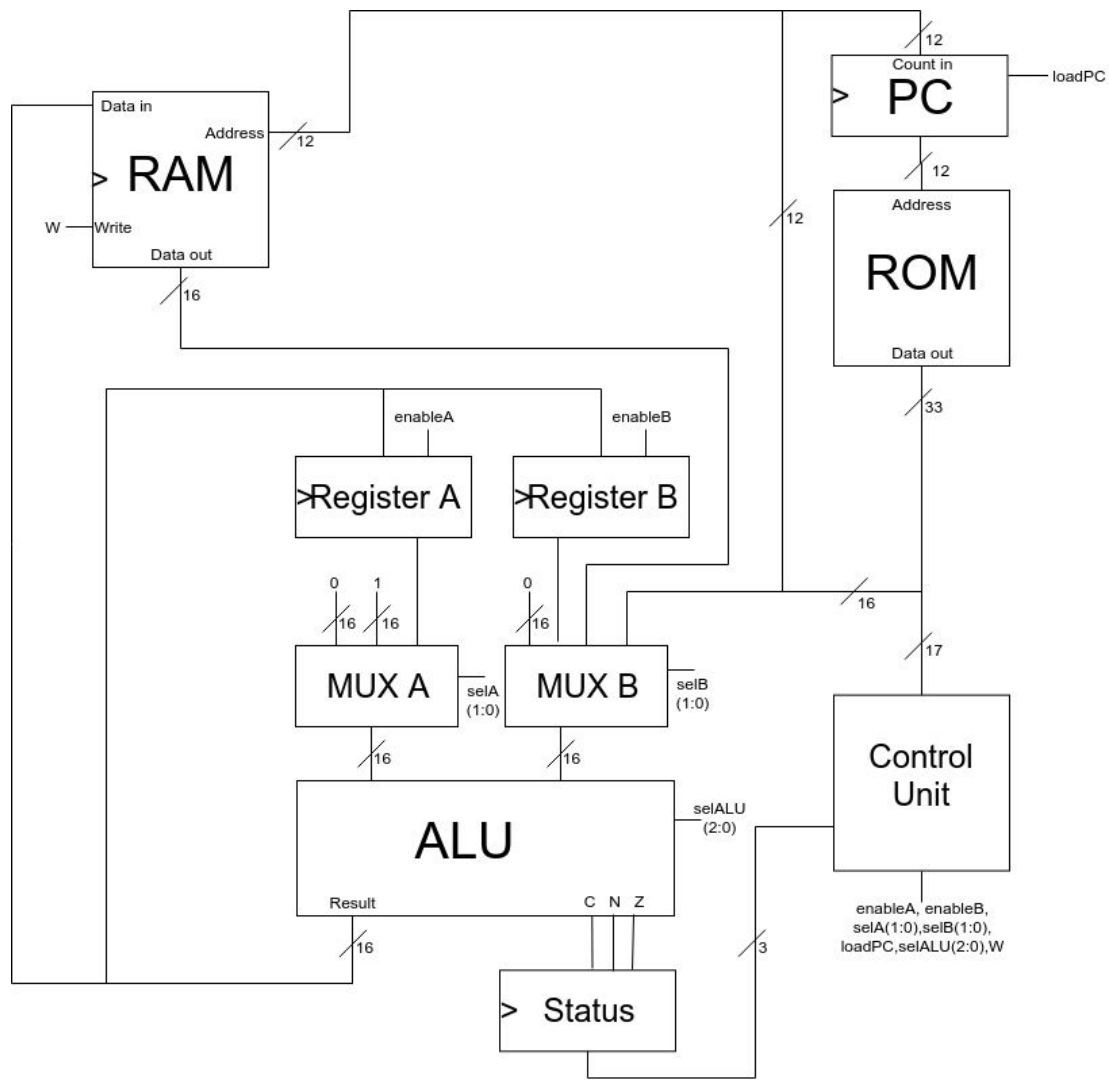 12
Count in
PC
>
loadPC
Data in
Address
12
RAM
>
W
Write
Data out
16
12
Address
ROM
Data out
33
12
enableA
enableB
>Register A
>Register B
0
1
0
16
16
16
16
17
MUX A
selA
(1:0)
MUX B
selB
(1:0)
16
16
Control
Unit
ALU
selALU
(2:0)
Result
C N Z
16
enableA, enableB,
selA(1:0),selB(1:0),
loadPC,selALU(2:0),W
3
> Status